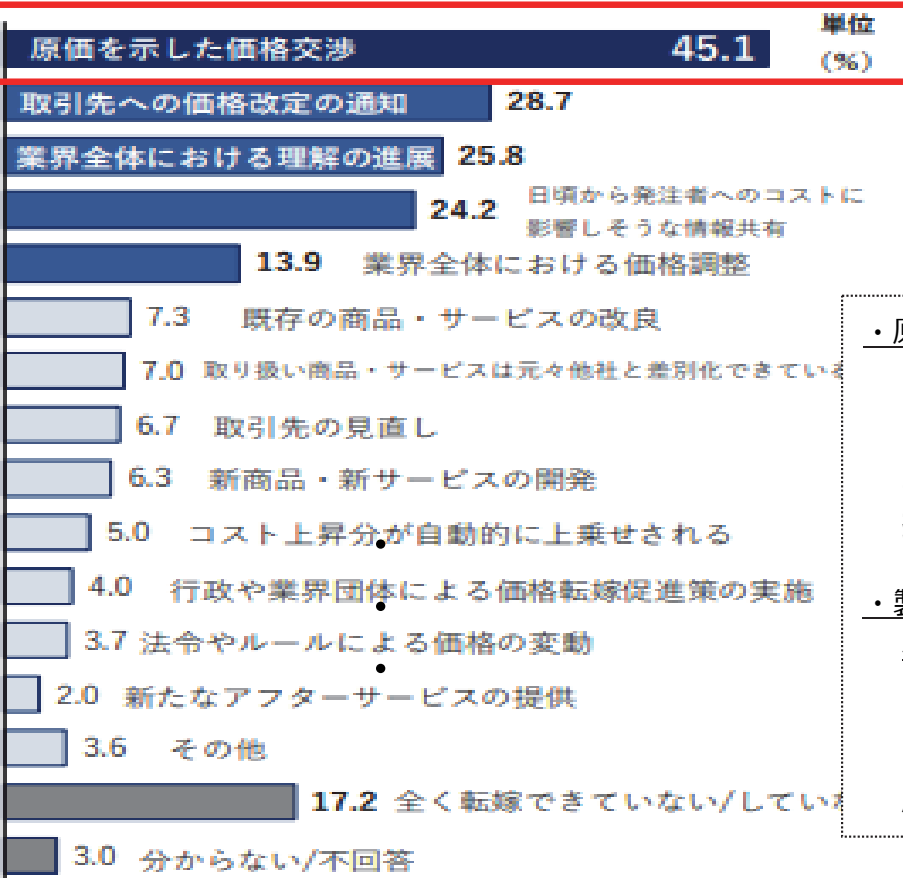 単位
(%)
原価を示した価格交渉 45.1
取引先への価格改定の通知 28.7
業界全体における理解の進展 25.8
24.2 日頃から発注者へのコストに
影響しそうな情報共有
13.9 業界全体における価格調整
7.3 既存の商品・サービスの改良
7.0 取り扱い商品・サービスは元々他社と差別化できてい
6.7 取引先の見直し
6.3 新商品・新サービスの開発
5.0 コスト上昇分が自動的に上乗せされる
4.0 行政や業界団体による価格転嫁促進策の実施
3.7 法令やルールによる価格の変動
2.0 新たなアフターサービスの提供
3.6 その他
17.2 全く転嫁できていない/してい
3.0 分からない/不回答